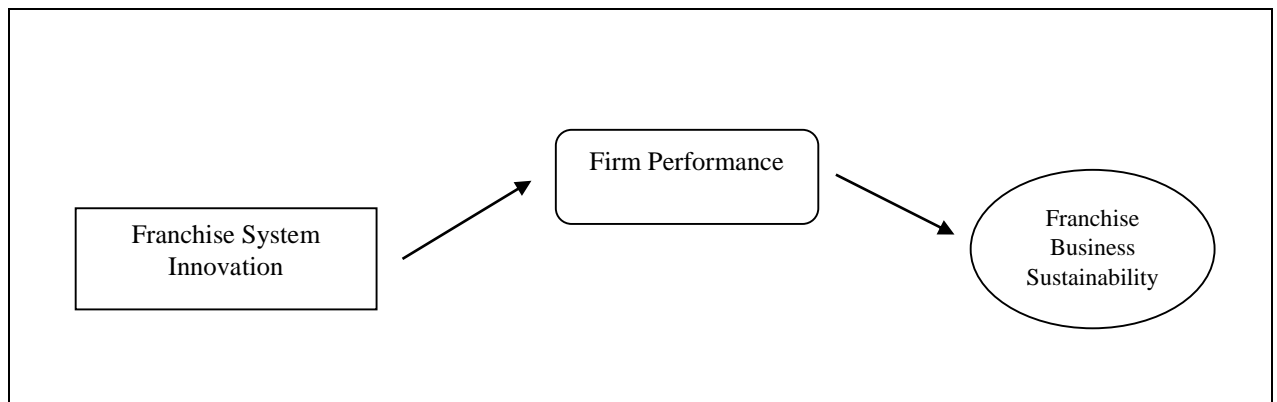 Firm Performance
Franchise System
Innovation
Franchise
Business
Sustainability